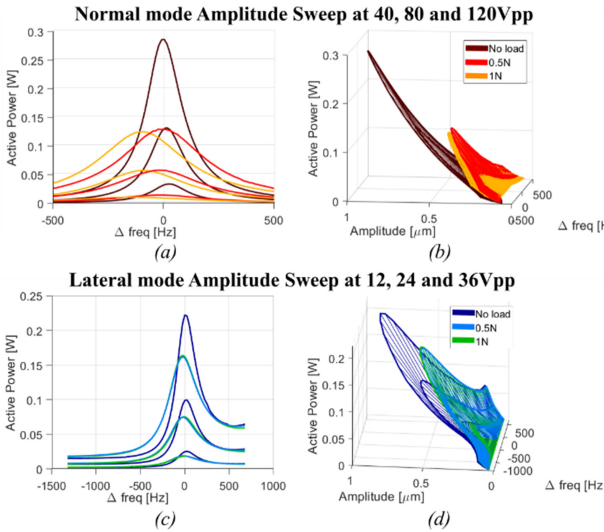 Normal mode Amplitude Sweep at 40, 80 and 120Vpp
0.3
0.25
0.2
0.15
0.1
0.05
0
Active Power [W]
-500
0
500
Δ freq [Hz]
(a)
0.3
0.2
0.1
0
Active Power [W]
No load
0.5N
1N
1
0.5
0
500
0
500
Amplitude [μm]
Δ freq [H
(b)
Lateral mode Amplitude Sweep at 12, 24 and 36Vpp
0.25
0.2
0.15
0.1
0.05
0
Active Power [W]
-1500
-1000
-500
0
500
1000
Δ freq [Hz]
(c)
0.2
0.15
0.1
0.05
0
Active Power [W]
No load
0.5N
1N
1
0.5
0
500
0
-500
-1000
Amplitude [μm]
Δ freq [Hz
(d)